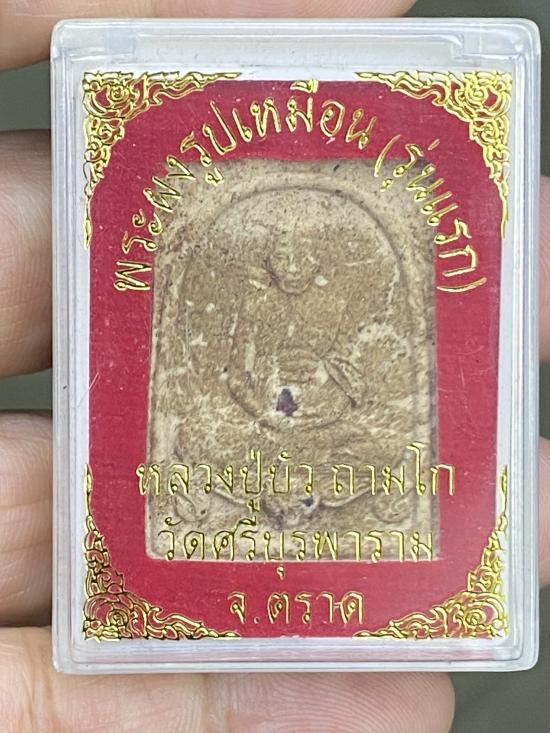 พระผงรูปเหมือน (รุ่นแรก)
หลวงปู่บัว ถามโก
วัดศรีบุรพาราม
จ.ตราด